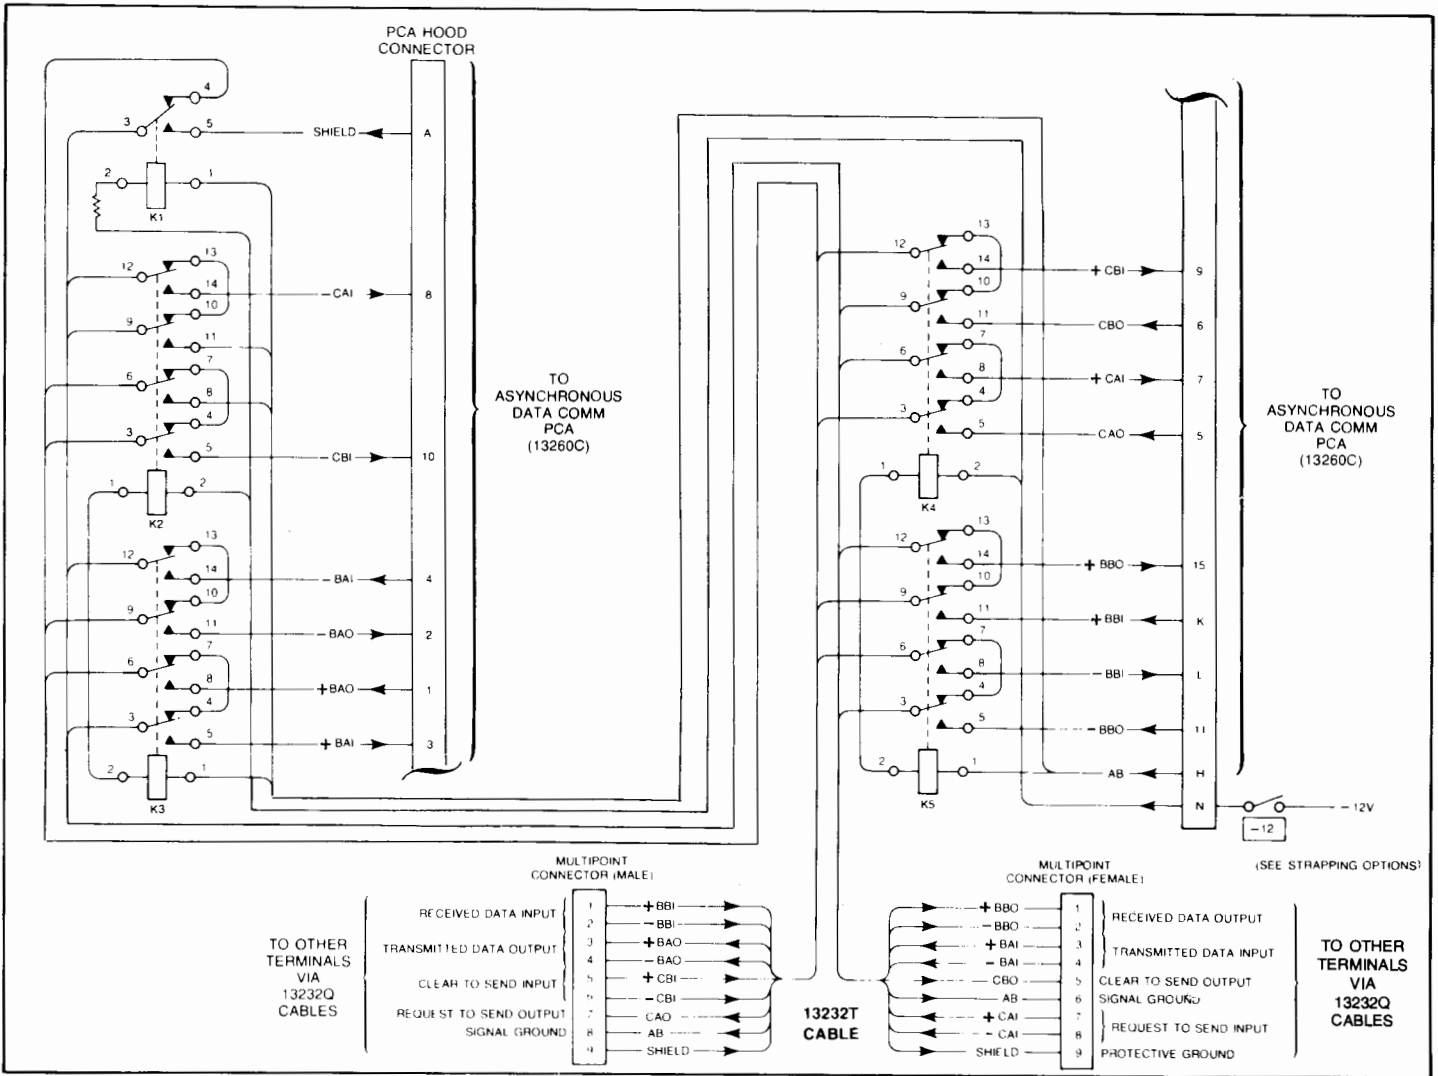 PCA HOOD
CONNECTOR
4
3
5
SHIELD
A
2
1
K1
13
12
14
-CAI
8
10
9
11
7
6
8
4
3
5
-CBI
10
1
2
K2
13
12
14
-BAI
4
10
9
11
-BAO
2
7
6
8
+BAO
1
4
3
5
+BAI
3
2
1
K3
TO
ASYNCHRONOUS
DATA COMM
PCA
(13260C)
13
12
14
+CBI
9
10
9
11
CBO
6
7
6
8
+CAI
7
4
3
5
CAO
5
1
2
K4
13
12
14
+BBO
15
10
9
11
+BBI
K
7
6
8
-BBI
L
4
3
5
-BBO
11
2
1
AB
H
K5
N
-12V
-12
(SEE STRAPPING OPTIONS)
TO
ASYNCHRONOUS
DATA COMM
PCA
(13260C)
MULTIPOINT
CONNECTOR (MALE)
TO OTHER
TERMINALS
VIA
13232Q
CABLES
RECEIVED DATA INPUT
TRANSMITTED DATA OUTPUT
CLEAR TO SEND INPUT
REQUEST TO SEND OUTPUT
SIGNAL GROUND
1 +BBI
2 -BBI
3 +BAO
4 -BAO
5 +CBI
6 -CBI
7 CAO
8 AB
9 SHIELD
13232T
CABLE
MULTIPOINT
CONNECTOR (FEMALE)
+BBO 1
-BBO 2
+BAI 3
-BAI 4
CBO 5
AB 6
+CAI 7
-CAI 8
SHIELD 9
RECEIVED DATA OUTPUT
TRANSMITTED DATA INPUT
CLEAR TO SEND OUTPUT
SIGNAL GROUND
REQUEST TO SEND INPUT
PROTECTIVE GROUND
TO OTHER
TERMINALS
VIA
13232Q
CABLES